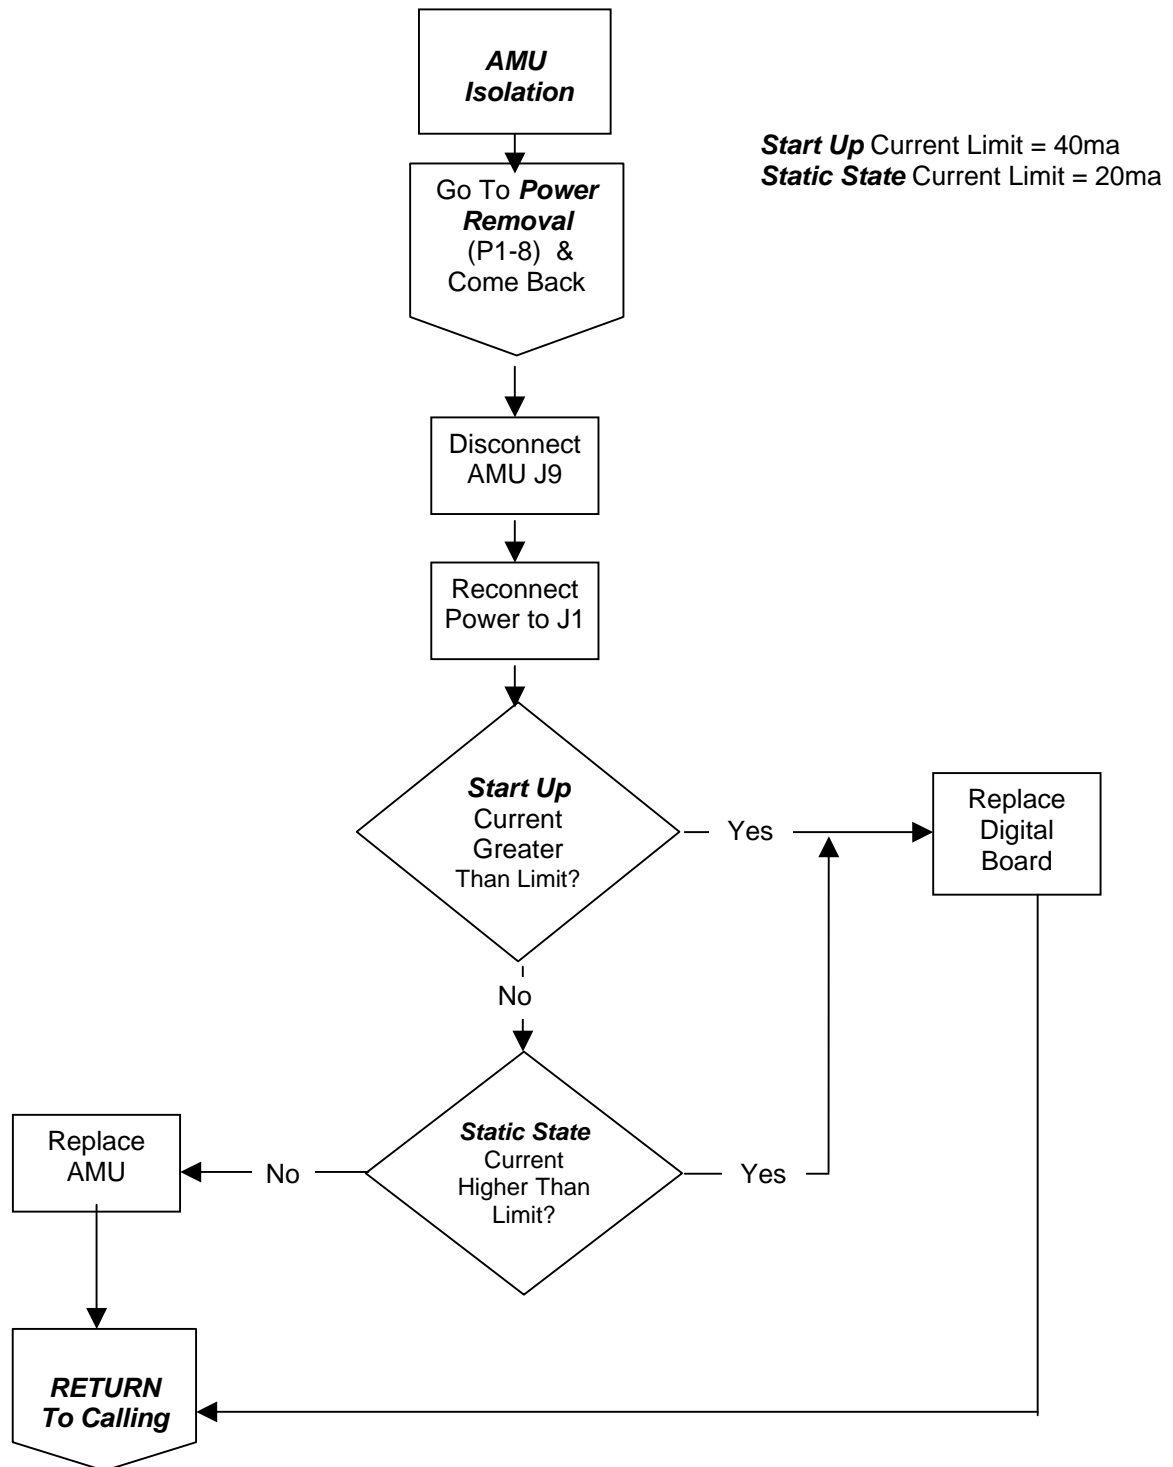 AMU
Isolation
Start Up Current Limit = 40ma
Static State Current Limit = 20ma
Go To Power
Removal
(P1-8) &
Come Back
Disconnect
AMU J9
Reconnect
Power to J1
Start Up
Current
Greater
Than Limit?
Yes
Replace
Digital
Board
No
Static State
Current
Higher Than
Limit?
Yes
No
Replace
AMU
RETURN
To Calling